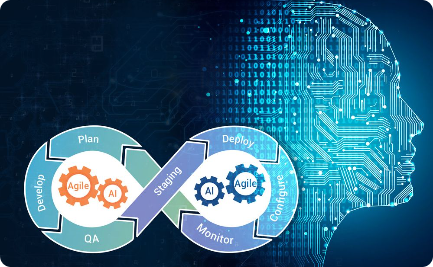 Plan
Develop
Agile
AI
QA
Staging
Deploy
AI
Agile
Configure
Monitor